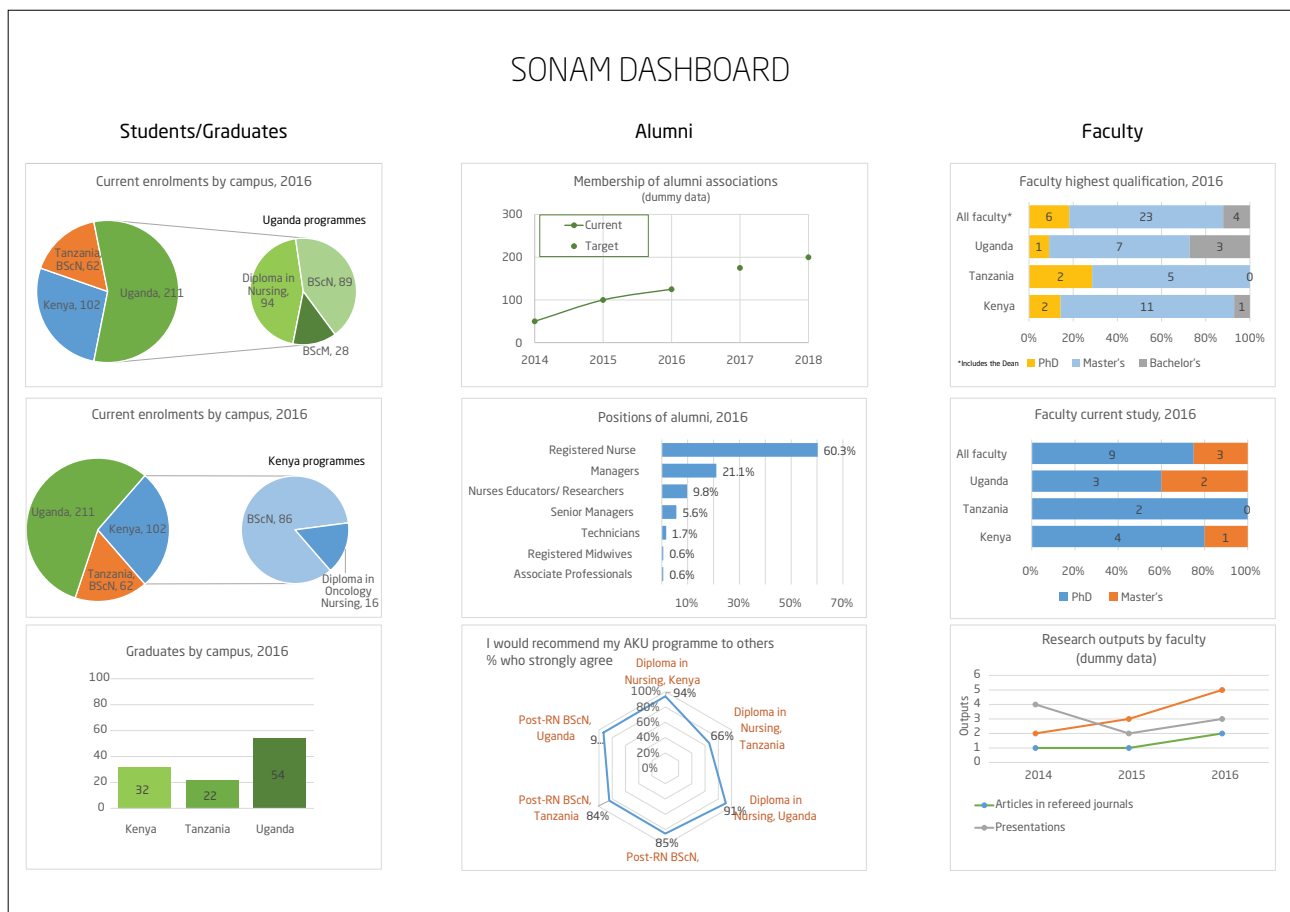 SONAM DASHBOARD
Students/Graduates
Current enrolments by campus, 2016
Uganda programmes
Tanzania,
BScN, 62
Kenya, 102
Uganda, 211
Diploma in
Nursing,
94
BScN, 89
BScM, 28
Current enrolments by campus, 2016
Kenya programmes
Uganda, 211
Kenya, 102
Tanzania,
BScN, 62
BScN, 86
Diploma in
Oncology
Nursing, 16
Graduates by campus, 2016
100
80
60
40
20
0
32
22
54
Kenya
Tanzania
Uganda
Alumni
Membership of alumni associations
(dummy data)
300
200
100
0
Current
Target
2014
2015
2016
2017
2018
Positions of alumni, 2016
Registered Nurse
60.3%
Managers
21.1%
Nurses Educators/ Researchers
9.8%
Senior Managers
5.6%
Technicians
1.7%
Registered Midwives
0.6%
Associate Professionals
0.6%
10%
30%
50%
70%
I would recommend my AKU programme to others
% who strongly agree
Diploma in
Nursing, Kenya
94%
100%
80%
60%
40%
20%
0%
Diploma in
Nursing,
Tanzania
66%
Diploma in
Nursing, Uganda
91%
85%
Post-RN BScN,
Post-RN BScN,
Tanzania
84%
Post-RN BScN,
Uganda
9...
Faculty
Faculty highest qualification, 2016
All faculty*
6
23
4
Uganda
1
7
3
Tanzania
2
5
0
Kenya
2
11
1
0%
20%
40%
60%
80%
100%
*Includes the Dean
PhD
Master's
Bachelor's
Faculty current study, 2016
All faculty
9
3
Uganda
3
2
Tanzania
2
0
Kenya
4
1
0%
20%
40%
60%
80%
100%
PhD
Master's
Research outputs by faculty
(dummy data)
Outputs
6
5
4
3
2
1
0
2014
2015
2016
Articles in refereed journals
Presentations